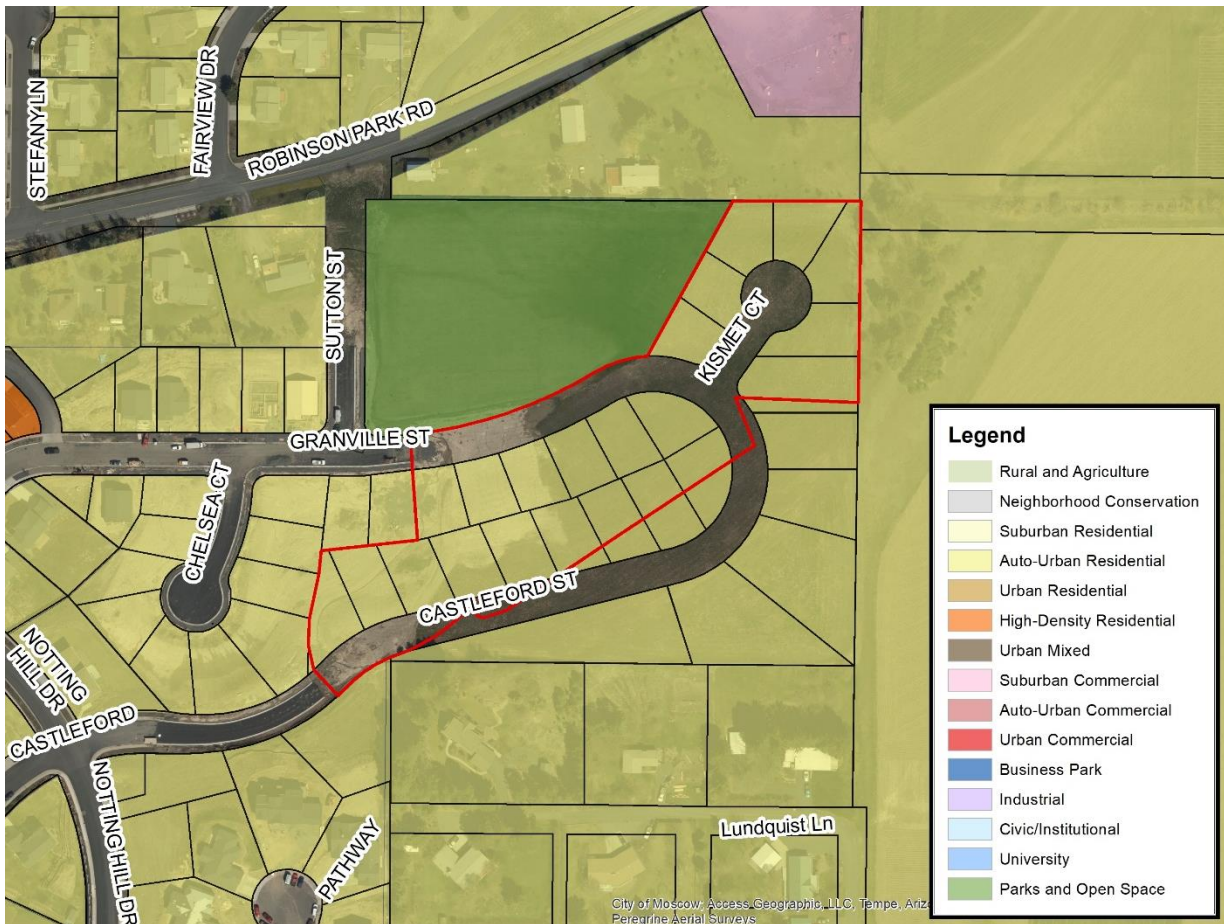 STEFANY LN
FAIRVIEW DR
ROBINSON PARK RD
SUTTON ST
KISMET CT
GRANVILLE ST
CHELSEA CT
CASTLEFORD ST
NOTTING
HILL DR
CASTLEFORD
NOTTING HILL DR
PATHWAY
Lundquist Ln
Legend
Rural and Agriculture
Neighborhood Conservation
Suburban Residential
Auto-Urban Residential
Urban Residential
High-Density Residential
Urban Mixed
Suburban Commercial
Auto-Urban Commercial
Urban Commercial
Business Park
Industrial
Civic/Institutional
University
Parks and Open Space
City of Moscow; Access Geographic, LLC, Tempe, Ariz
Peregrine Aerial Surveys